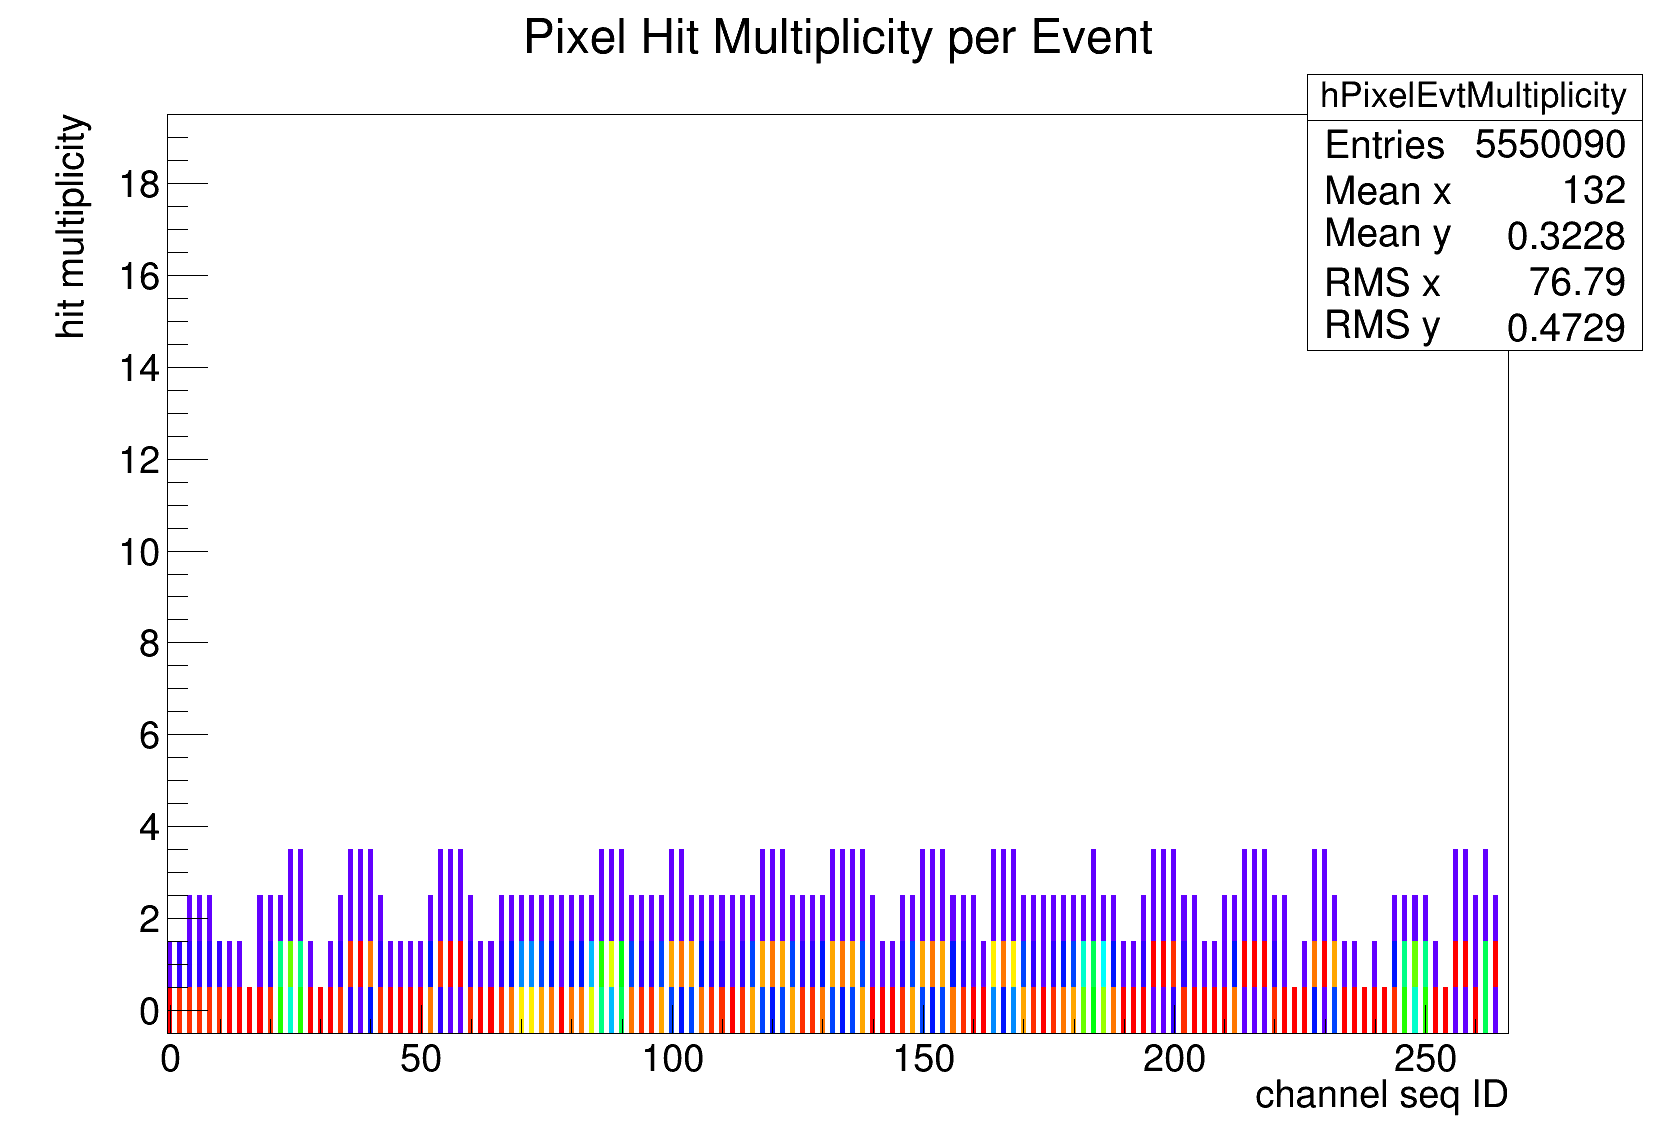 Pixel Hit Multiplicity per Event
hPixelEvtMultiplicity
Entries 5550090
Mean x 132
Mean y 0.3228
RMS x 76.79
RMS y 0.4729
hit multiplicity
18
16
14
12
10
8
6
4
2
0
0 50 100 150 200 250
channel seq ID